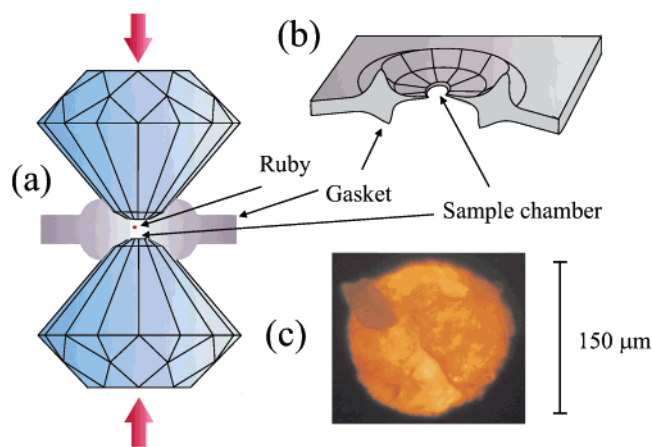 (a)
(b)
Ruby
Gasket
Sample chamber
(c)
150 μm